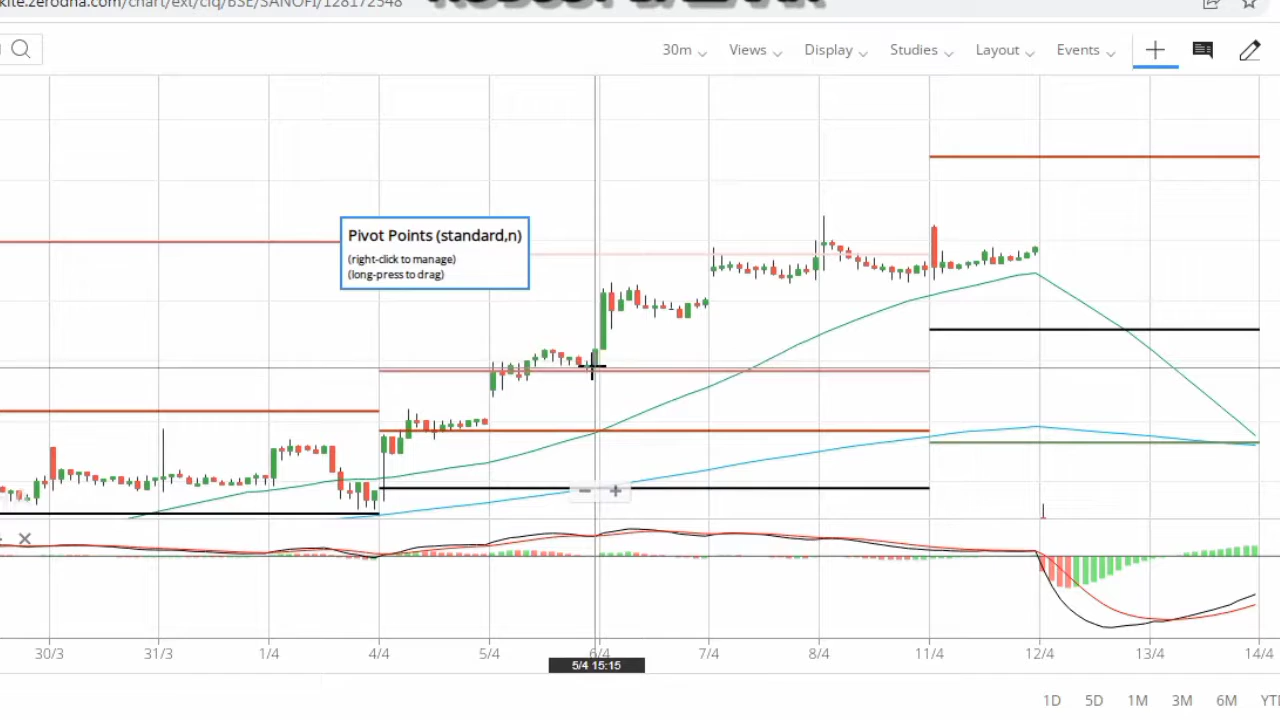 kite.zerodha.com/chart/ext/ciq/BSE/SANOFI/128172548
30m Views Display Studies Layout Events
Pivot Points (standard,n)
(right-click to manage)
(long-press to drag)
30/3 31/3 1/4 4/4 5/4 6/4 7/4 8/4 11/4 12/4 13/4 14/4
5/4 15:15
1D 5D 1M 3M 6M YT